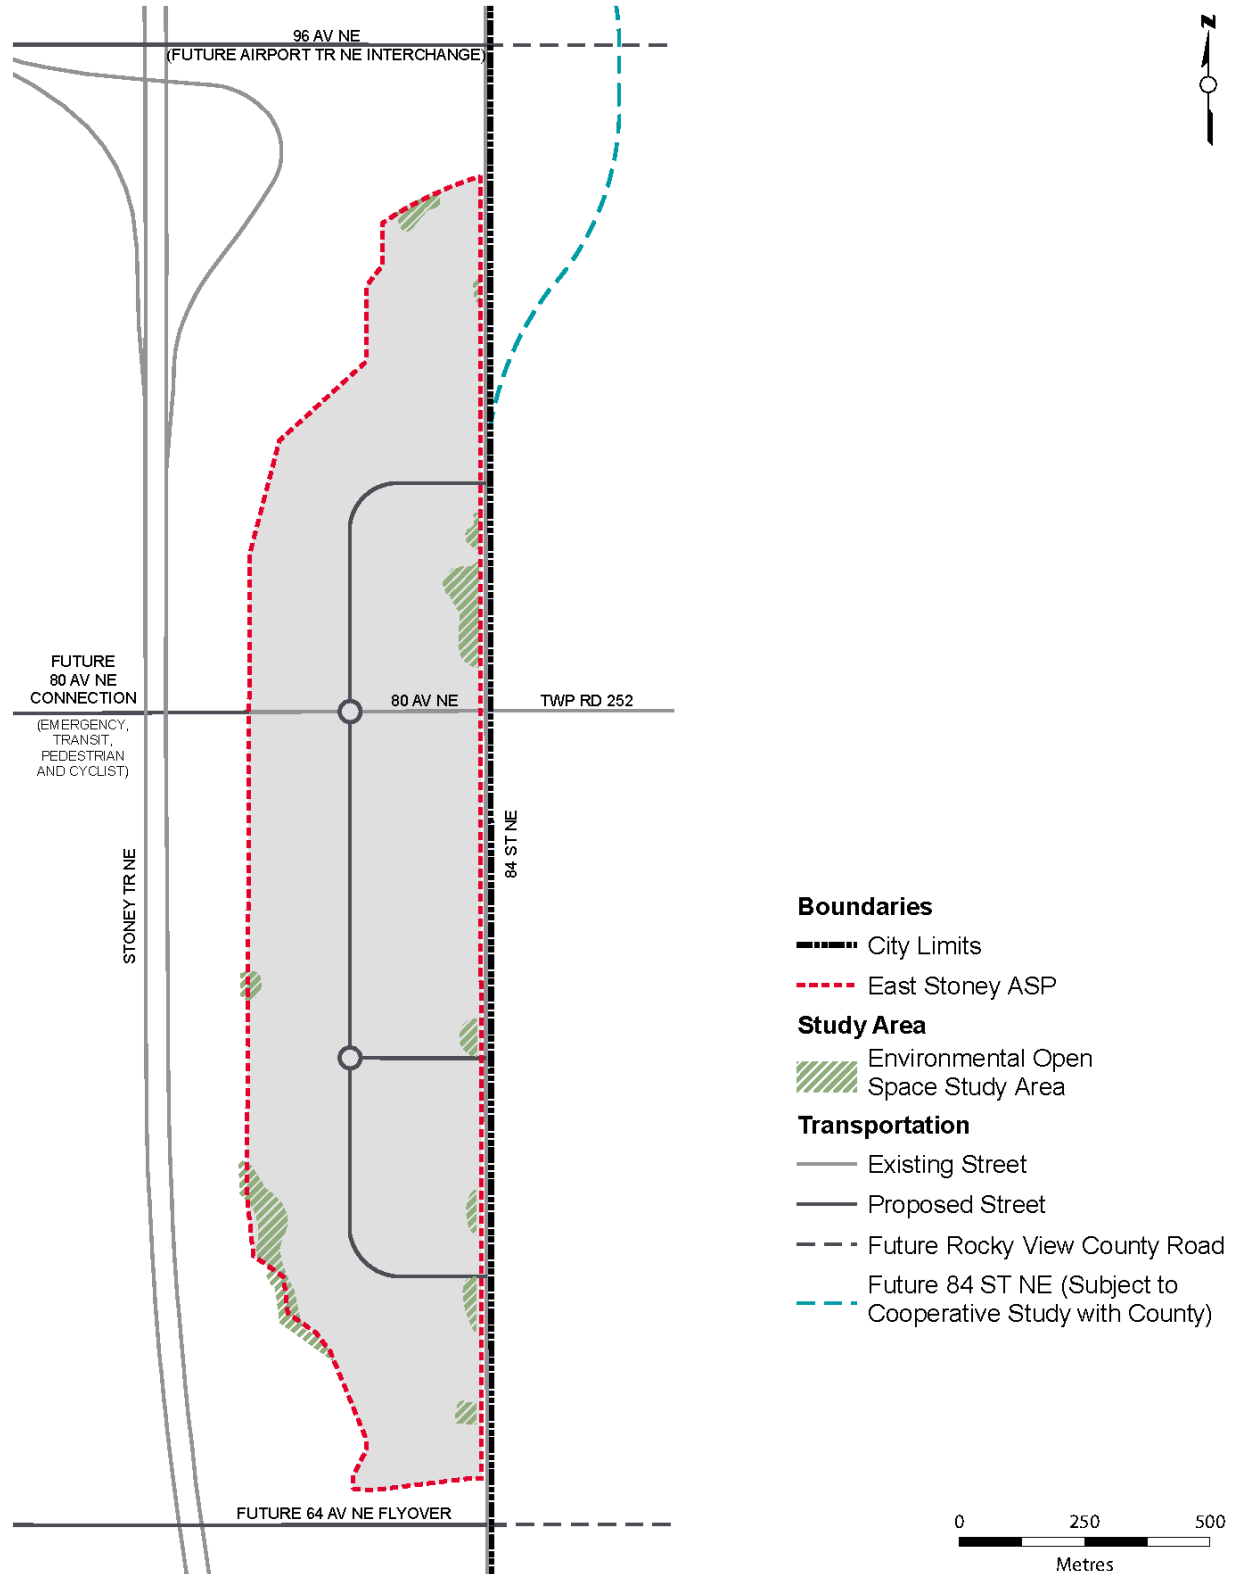 96 AV NE
(FUTURE AIRPORT TR NE INTERCHANGE)
N
FUTURE
80 AV NE
CONNECTION
(EMERGENCY,
TRANSIT,
PEDESTRIAN
AND CYCLIST)
80 AV NE
TWP RD 252
STONEY TR NE
84 ST NE
Boundaries
City Limits
East Stoney ASP
Study Area
Environmental Open
Space Study Area
Transportation
Existing Street
Proposed Street
Future Rocky View County Road
Future 84 ST NE (Subject to
Cooperative Study with County)
FUTURE 64 AV NE FLYOVER
0 250 500
Metres